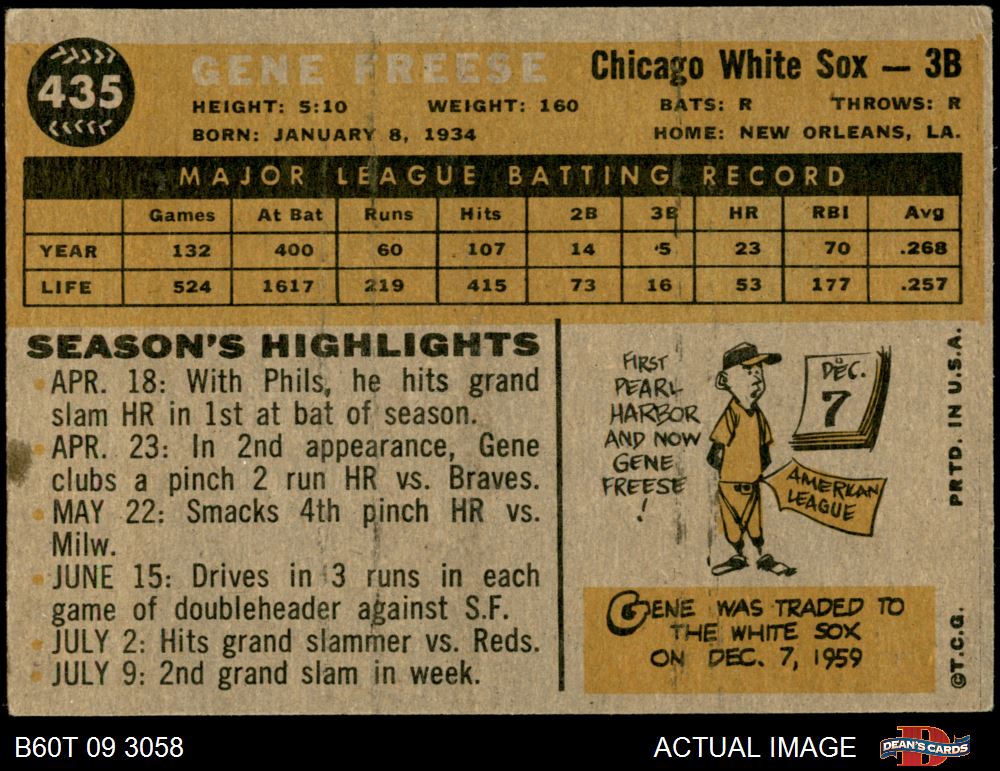 435
GENE FREESE
Chicago White Sox — 3B
HEIGHT: 5:10 WEIGHT: 160 BATS: R THROWS: R
BORN: JANUARY 8, 1934 HOME: NEW ORLEANS, LA.
MAJOR LEAGUE BATTING RECORD
Games At Bat Runs Hits 2B 3B HR RBI Avg
YEAR 132 400 60 107 14 5 23 70 .268
LIFE 524 1617 219 415 73 16 53 177 .257
SEASON'S HIGHLIGHTS
APR. 18: With Phils, he hits grand
slam HR in 1st at bat of season.
APR. 23: In 2nd appearance, Gene
clubs a pinch 2 run HR vs. Braves.
MAY 22: Smacks 4th pinch HR vs.
Milw.
JUNE 15: Drives in 3 runs in each
game of doubleheader against S.F.
JULY 2: Hits grand slammer vs. Reds.
JULY 9: 2nd grand slam in week.
FIRST
PEARL
HARBOR
AND NOW
GENE
FREESE
!
DEC.
7
AMERICAN
LEAGUE
GENE WAS TRADED TO
THE WHITE SOX
ON DEC. 7, 1959
©T.C.G. PRTD. IN U.S.A.
B60T 09 3058
ACTUAL IMAGE
DEAN'S CARDS